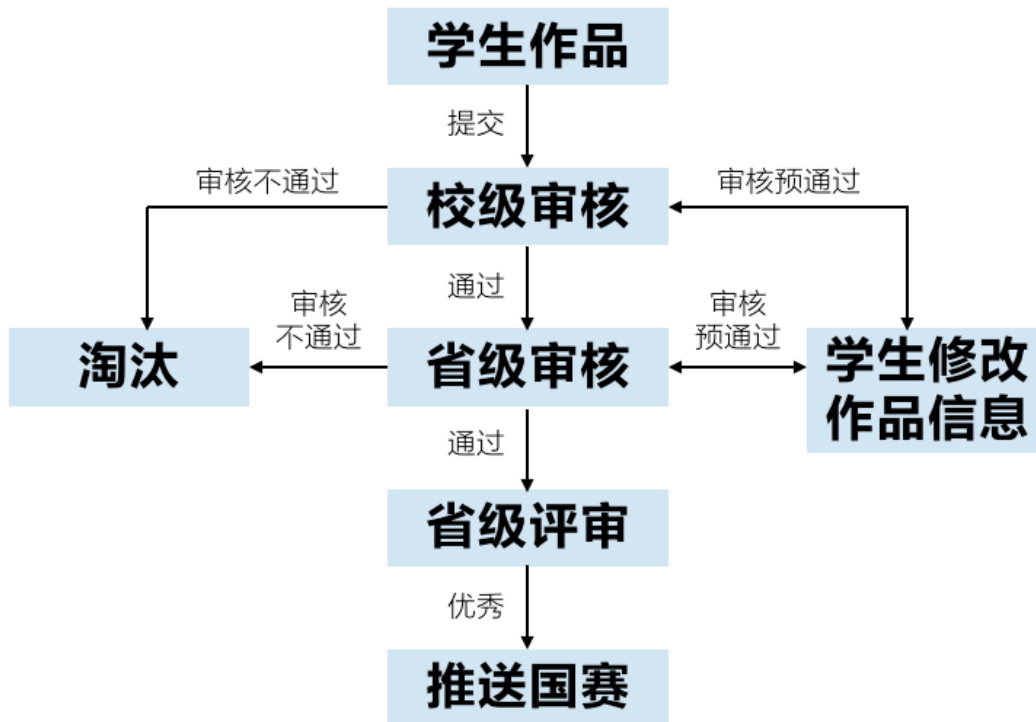 学生作品
提交
审核不通过
审核预通过
校级审核
通过
审核
不通过
审核
预通过
淘汰
省级审核
学生修改
作品信息
通过
省级评审
优秀
推送国赛